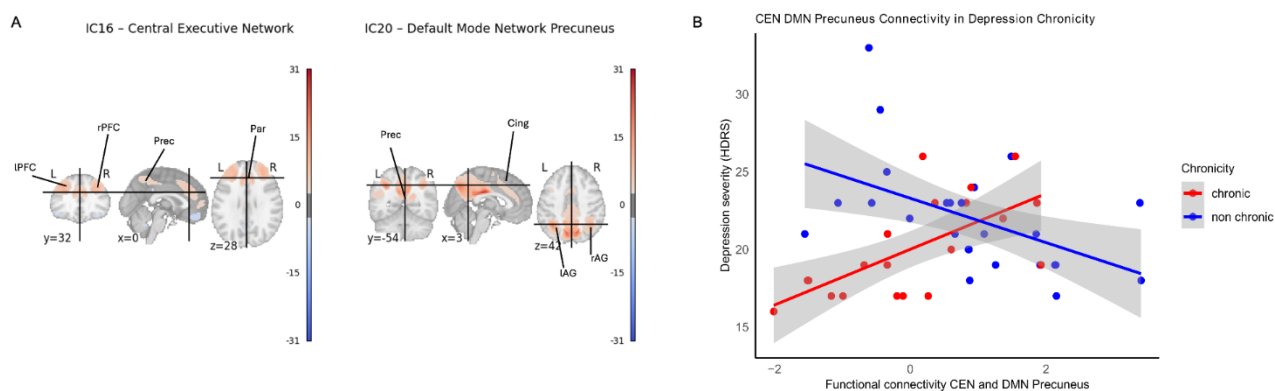 A
IC16 – Central Executive Network
31
15
0
-15
-31
rPFC
lPFC
Prec
Par
L
R
L
R
y=32
x=0
z=28
IC20 – Default Mode Network Precuneus
31
15
0
-15
-31
Prec
Cing
L
R
L
R
y=-54
x=3
z=42
lAG
rAG
B
CEN DMN Precuneus Connectivity in Depression Chronicity
Depression severity (HDRS)
30
25
20
15
-2
0
2
Functional connectivity CEN and DMN Precuneus
Chronicity
chronic
non chronic